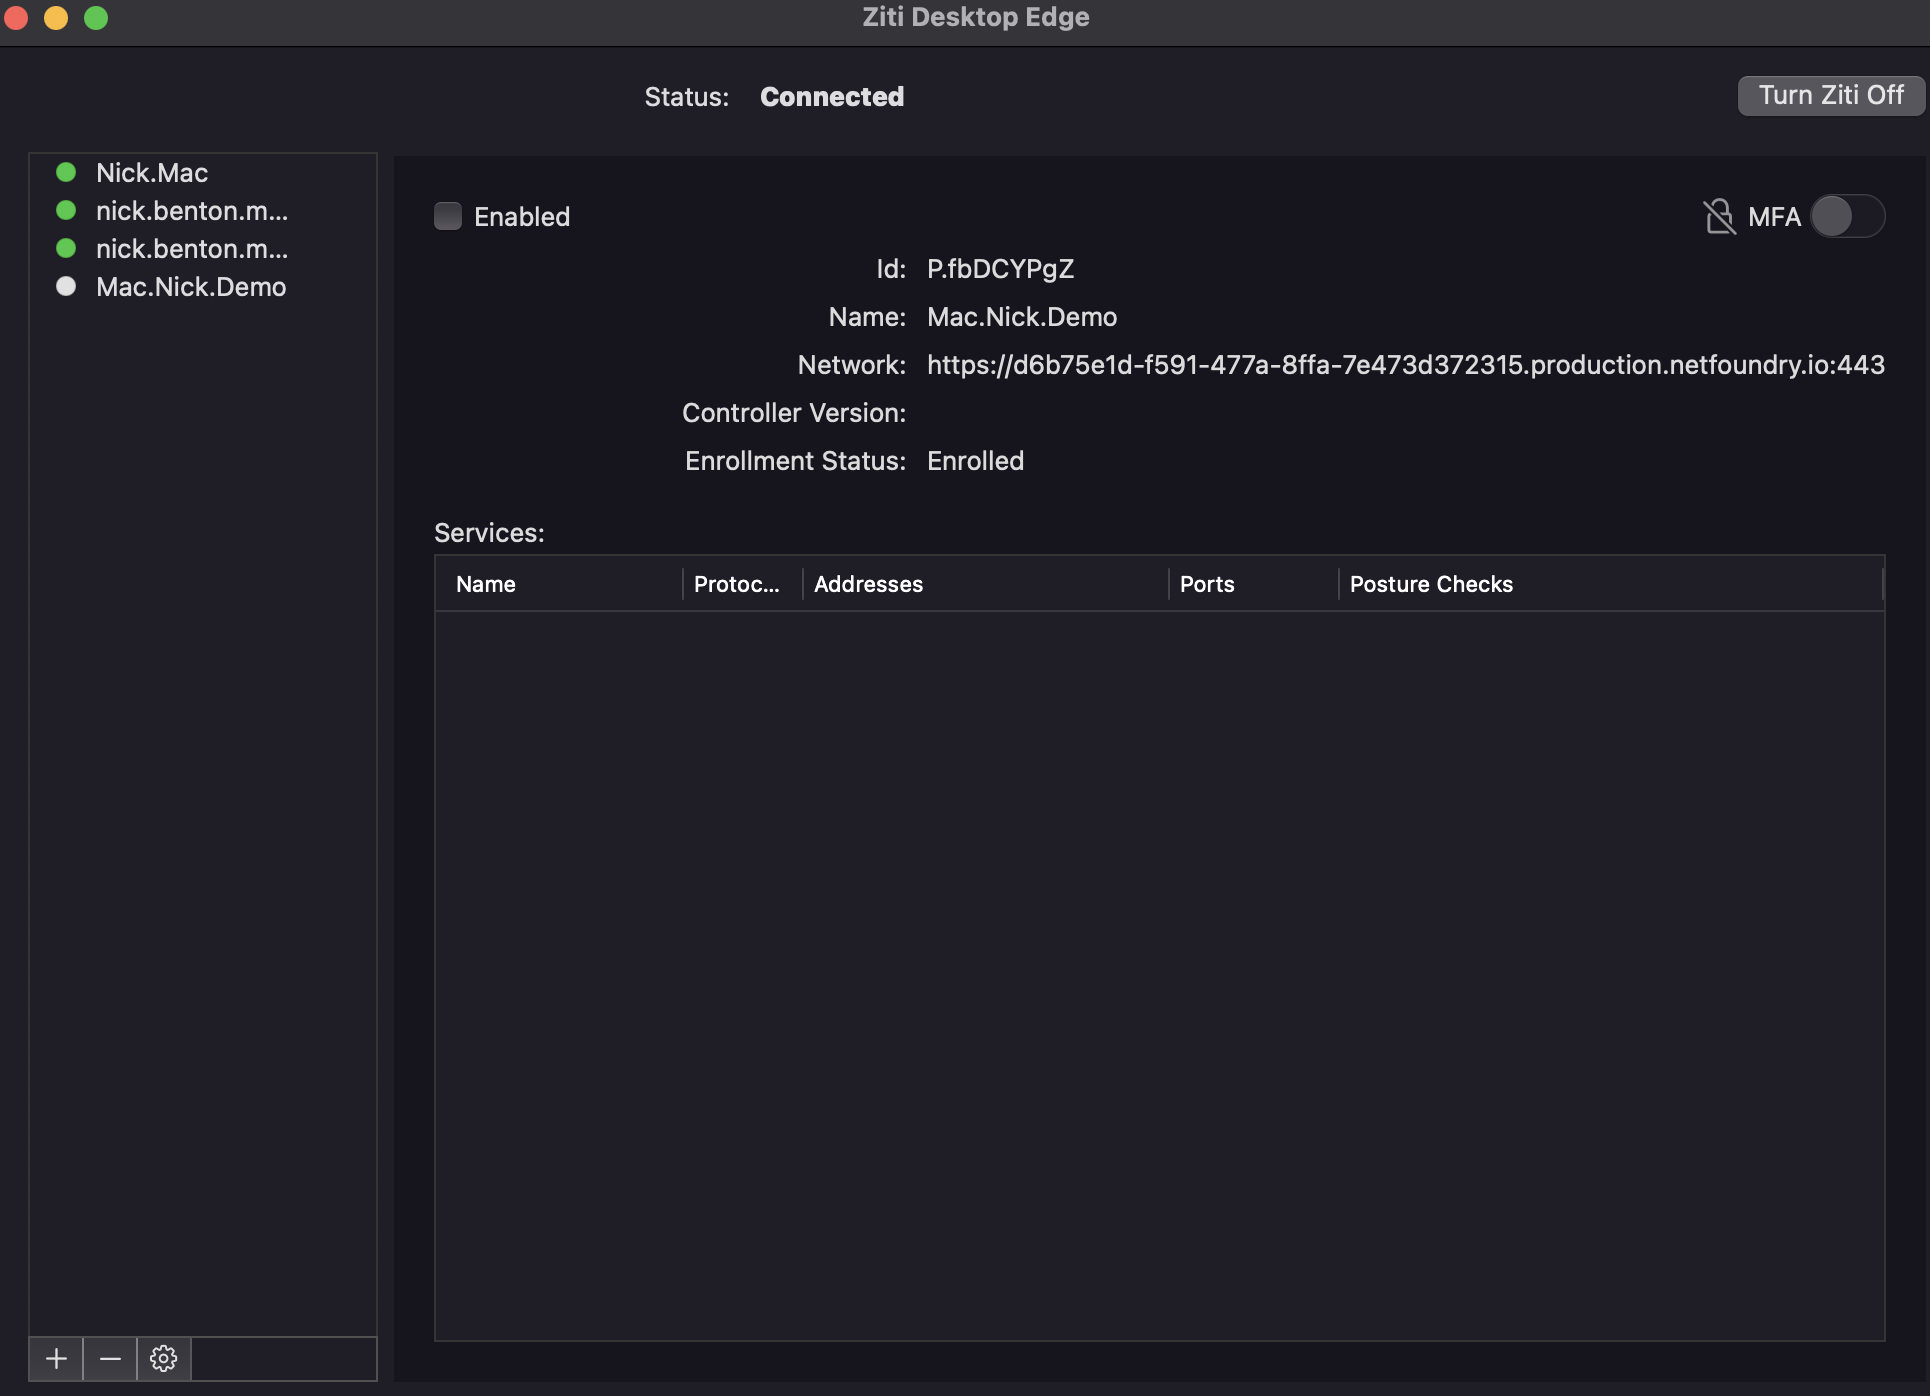 Ziti Desktop Edge
Status: Connected
Turn Ziti Off
Nick.Mac
nick.benton.m...
nick.benton.m...
Mac.Nick.Demo
Enabled
MFA
Id: P.fbDCYPgZ
Name: Mac.Nick.Demo
Network: https://d6b75e1d-f591-477a-8ffa-7e473d372315.production.netfoundry.io:443
Controller Version:
Enrollment Status: Enrolled
Services:
Name Protoc... Addresses Ports Posture Checks